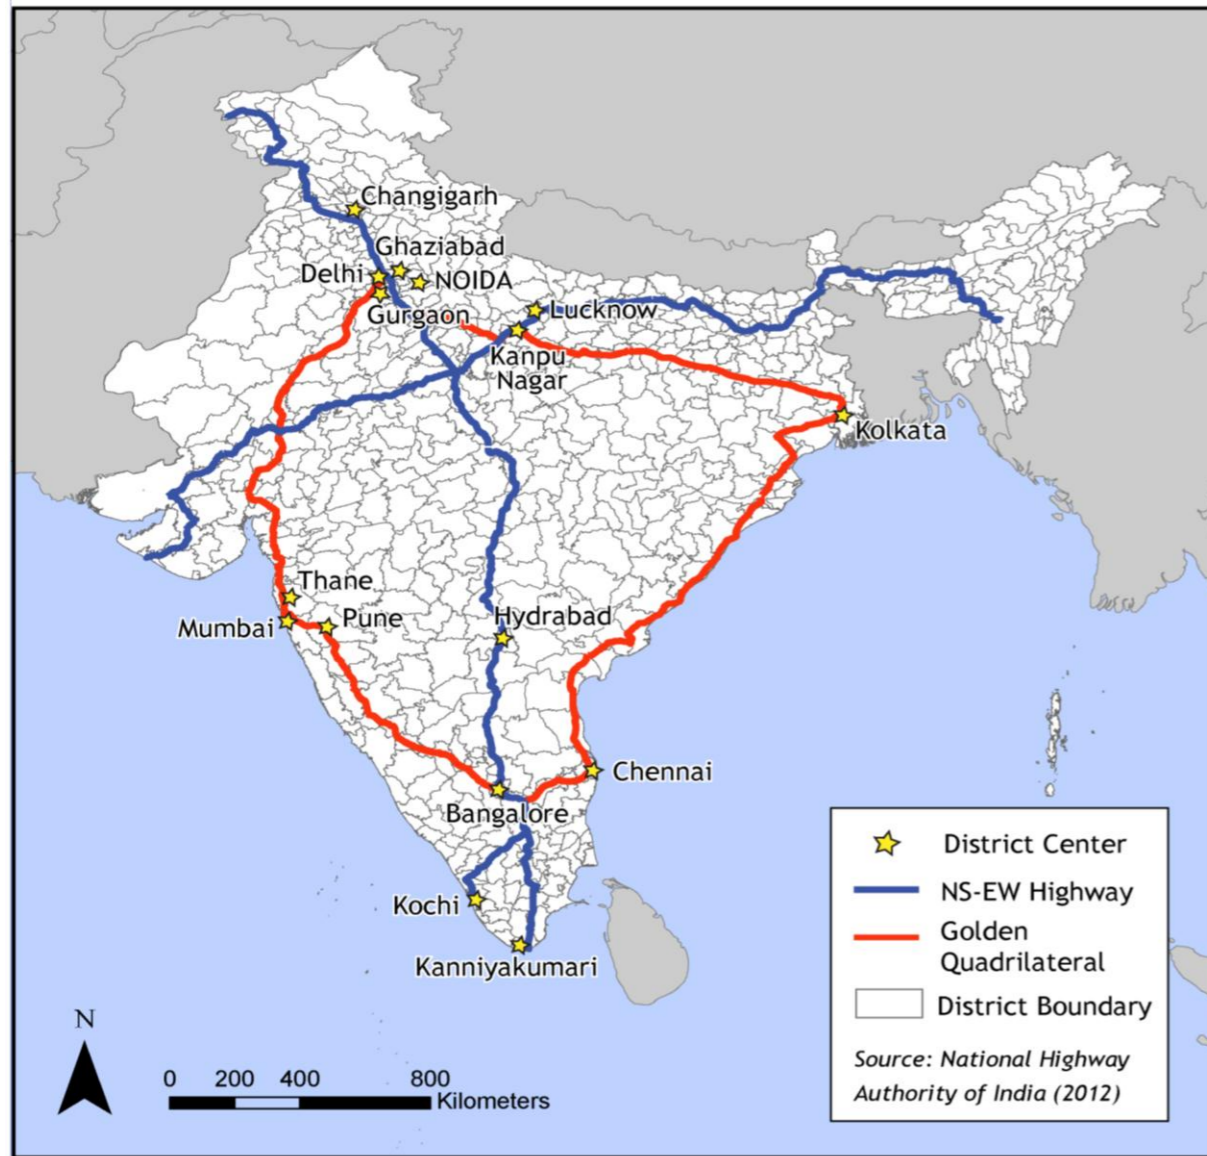 Changigarh
Ghaziabad
Delhi
NOIDA
Gurgaon
Lucknow
Kanpu
Nagar
Kolkata
Thane
Mumbai
Pune
Hydrabad
Chennai
Bangalore
Kochi
Kanniyakumari
District Center
NS-EW Highway
Golden
Quadrilateral
District Boundary
Source: National Highway
Authority of India (2012)
N
0 200 400 800
Kilometers